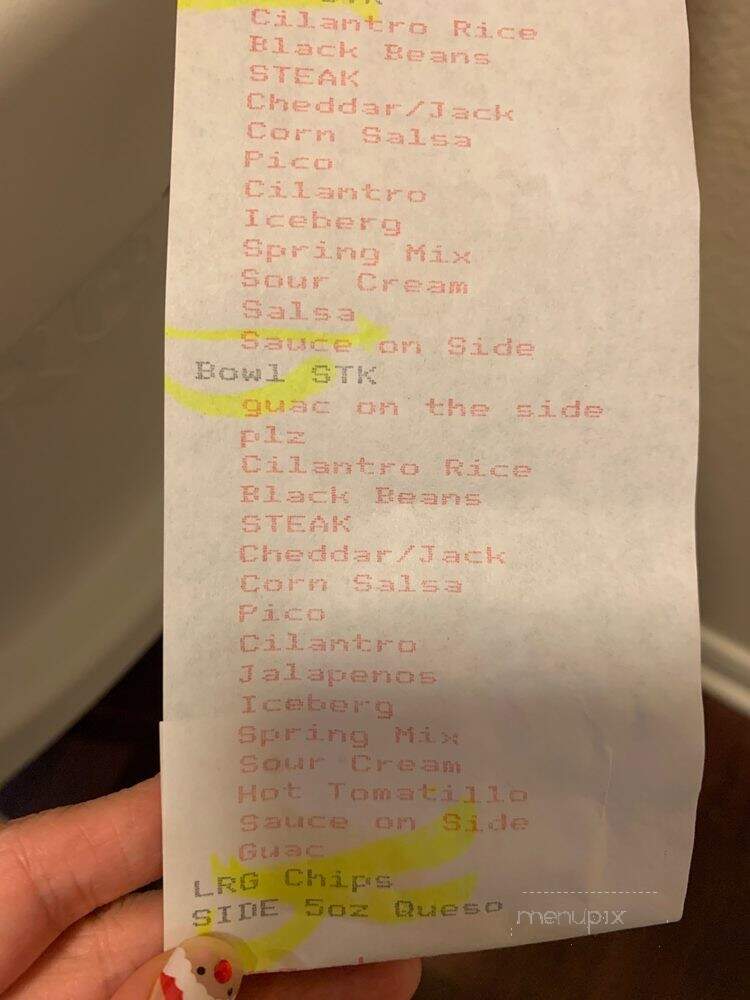 STK
Cilantro Rice
Black Beans
STEAK
Cheddar/Jack
Corn Salsa
Pico
Cilantro
Iceberg
Spring Mix
Sour Cream
Salsa
Sauce on Side
Bowl STK
guac on the side
plz
Cilantro Rice
Black Beans
STEAK
Cheddar/Jack
Corn Salsa
Pico
Cilantro
Jalapenos
Iceberg
Spring Mix
Sour Cream
Hot Tomatillo
Sauce on Side
Guac
LRG Chips
SIDE 5oz Queso
menupix